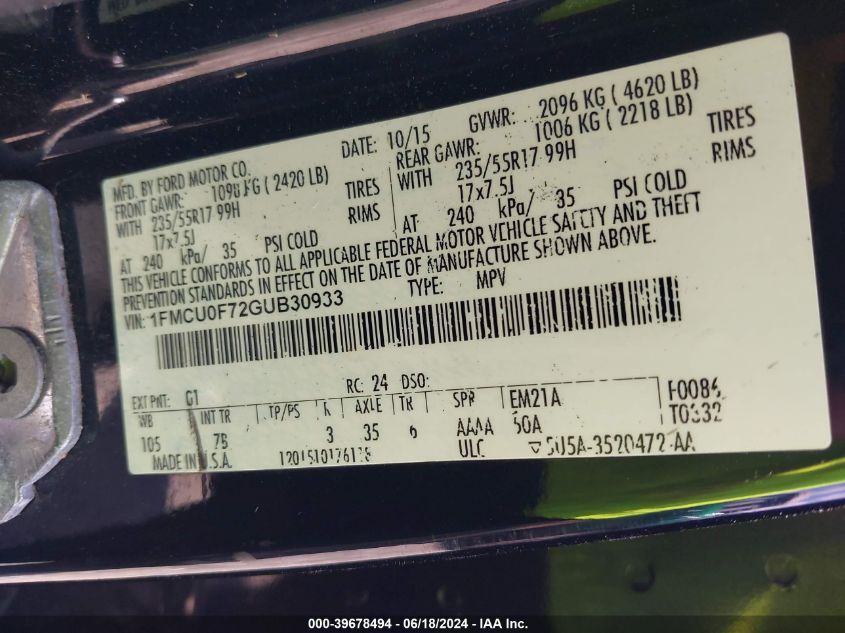 MFD. BY FORD MOTOR CO. DATE: 10/15 GVWR: 2096 KG ( 4620 LB)
FRONT GAWR: 1098 KG ( 2420 LB) REAR GAWR: 1006 KG ( 2218 LB)
WITH 235/55R17 99H TIRES WITH 235/55R17 99H TIRES
17x7.5J RIMS 17x7.5J RIMS
AT 240 kPa/ 35 PSI COLD AT 240 kPa/ 35 PSI COLD
THIS VEHICLE CONFORMS TO ALL APPLICABLE FEDERAL MOTOR VEHICLE SAFETY AND THEFT
PREVENTION STANDARDS IN EFFECT ON THE DATE OF MANUFACTURE SHOWN ABOVE.
VIN: 1FMCU0F72GUB30933 TYPE: MPV
EXT PNT: G1 RC: 24 DSO:
WB INT TR TP/PS R AXLE TR SPR EM21A F0086
105 7B 3 35 6 AAAA 50A T0332
MADE IN U.S.A. ULC 5U5A-3520472-AA
000-39678494 - 06/18/2024 - IAA Inc.